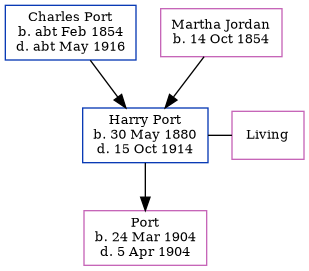 Charles Port
b. abt Feb 1854
d. abt May 1916
Martha Jordan
b. 14 Oct 1854
Harry Port
b. 30 May 1880
d. 15 Oct 1914
Living
Port
b. 24 Mar 1904
d. 5 Apr 1904